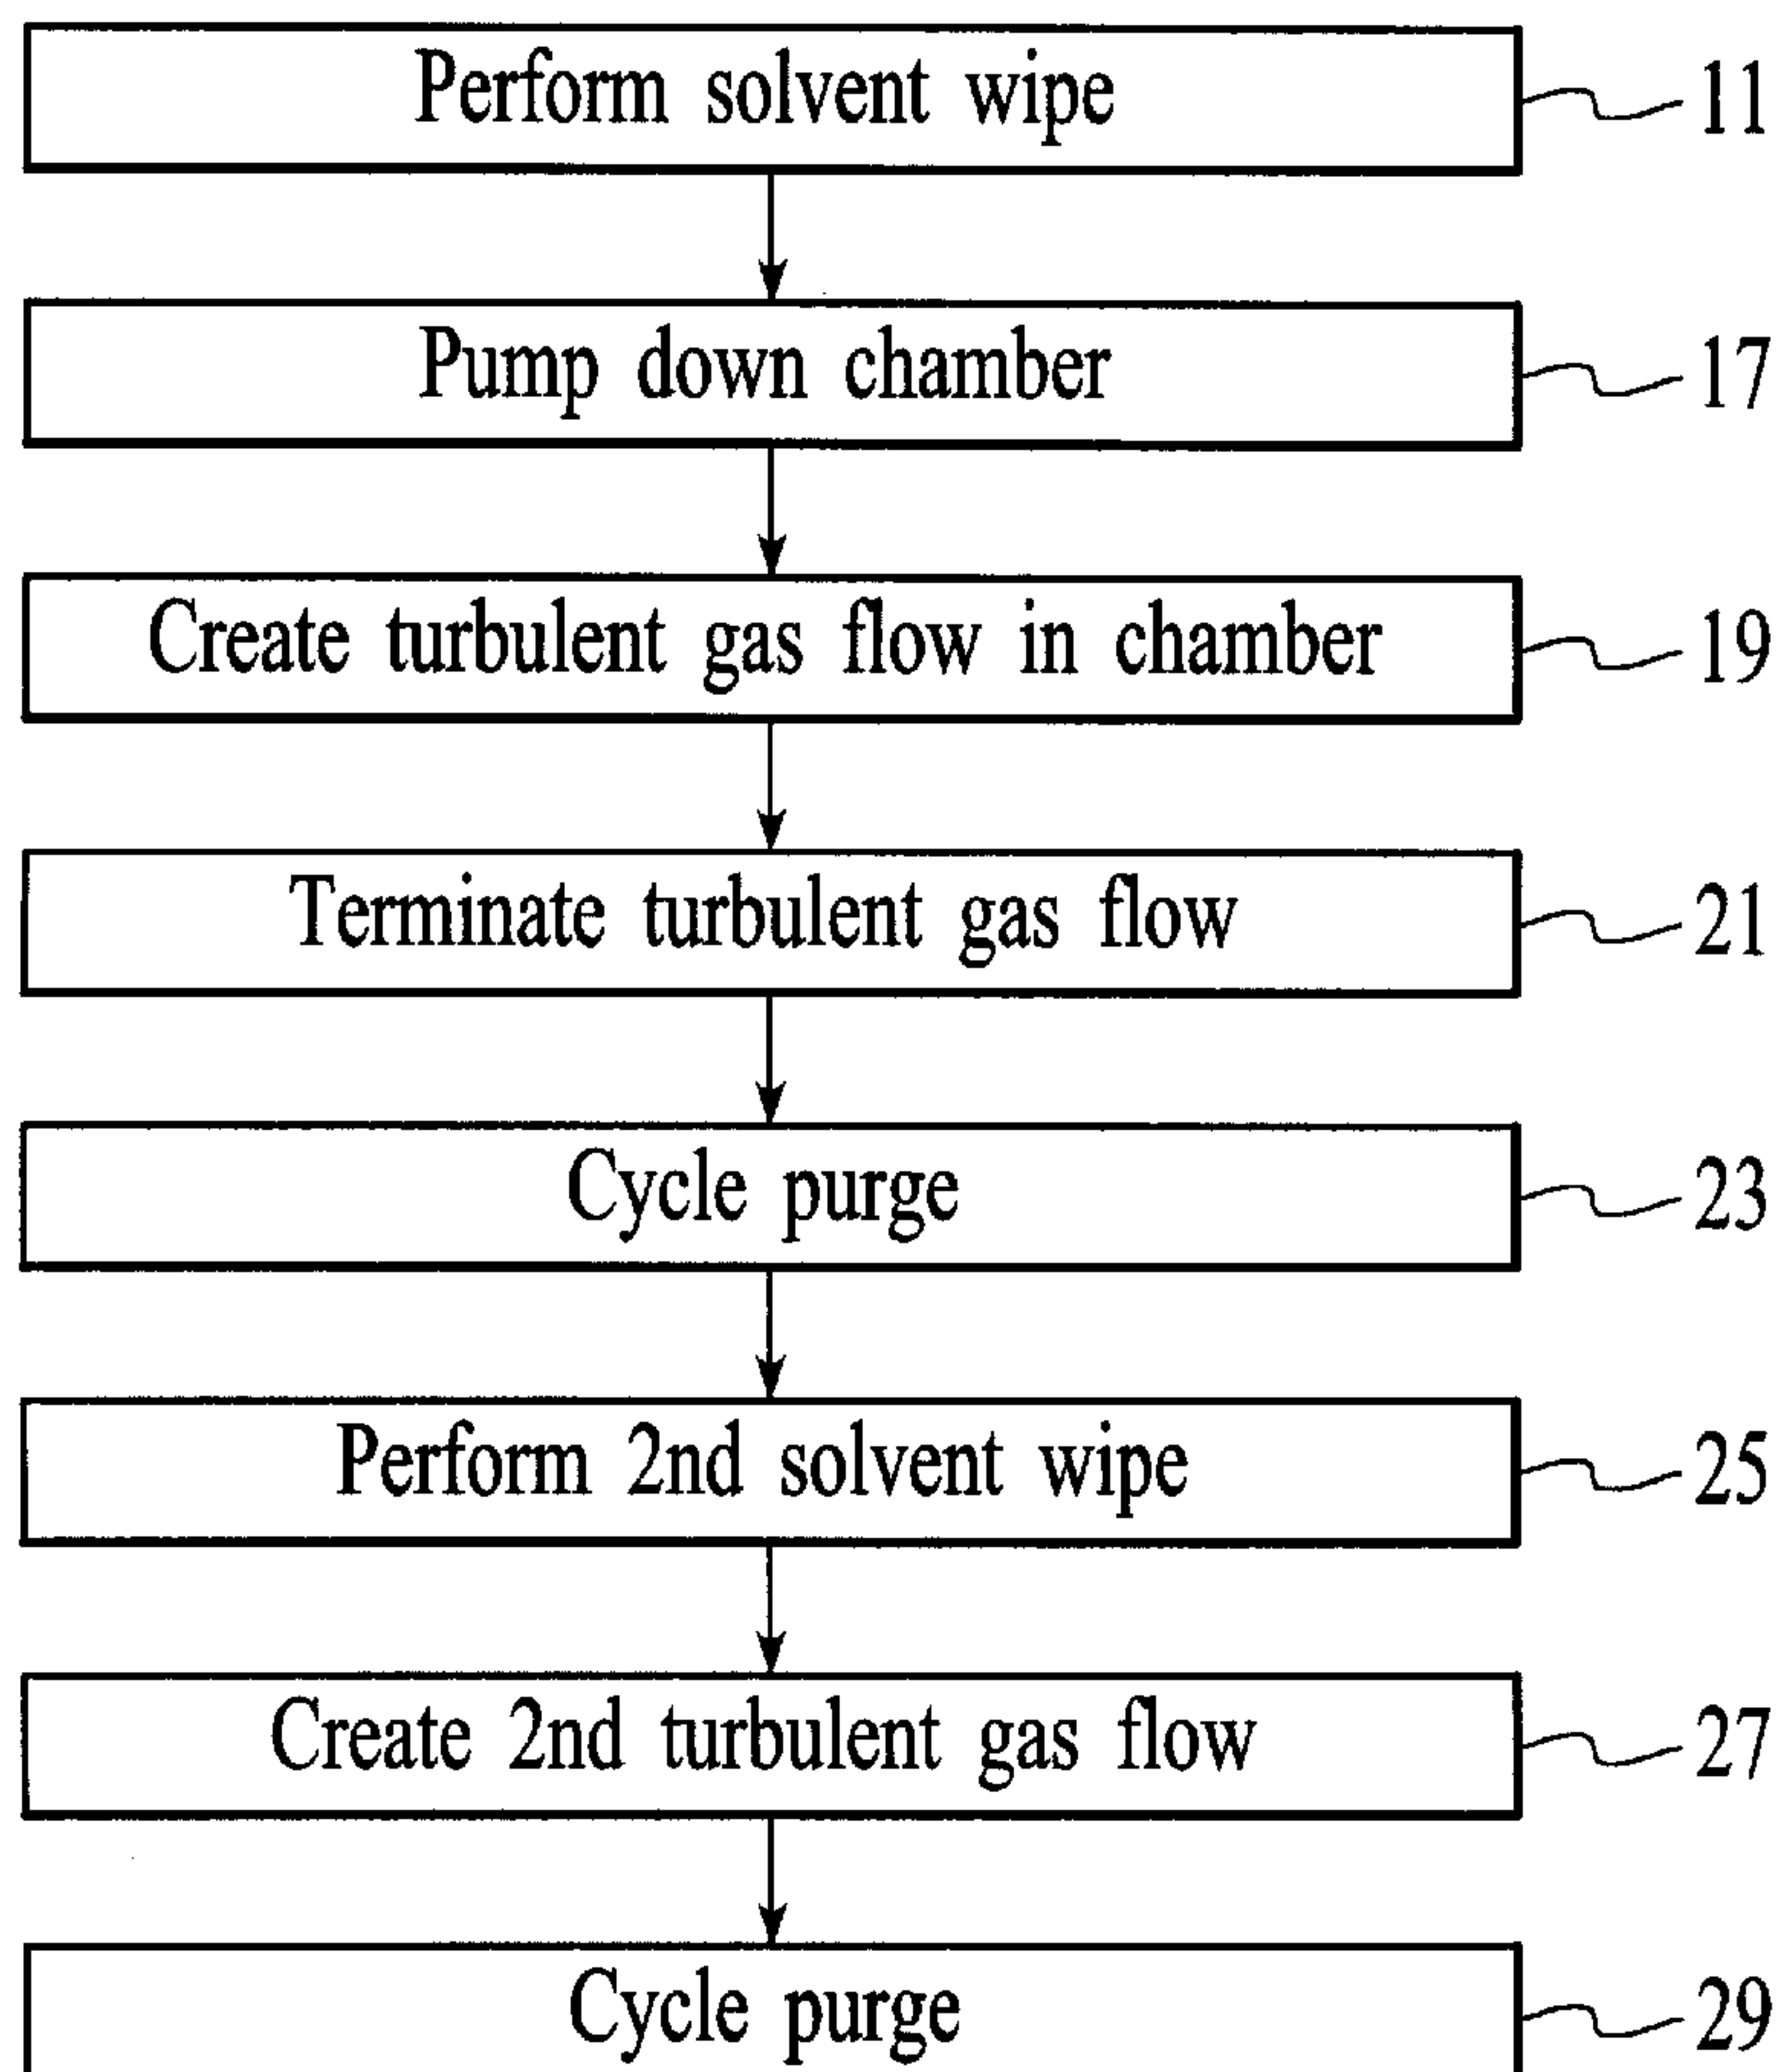 Perform solvent wipe 11
Pump down chamber 17
Create turbulent gas flow in chamber 19
Terminate turbulent gas flow 21
Cycle purge 23
Perform 2nd solvent wipe 25
Create 2nd turbulent gas flow 27
Cycle purge 29